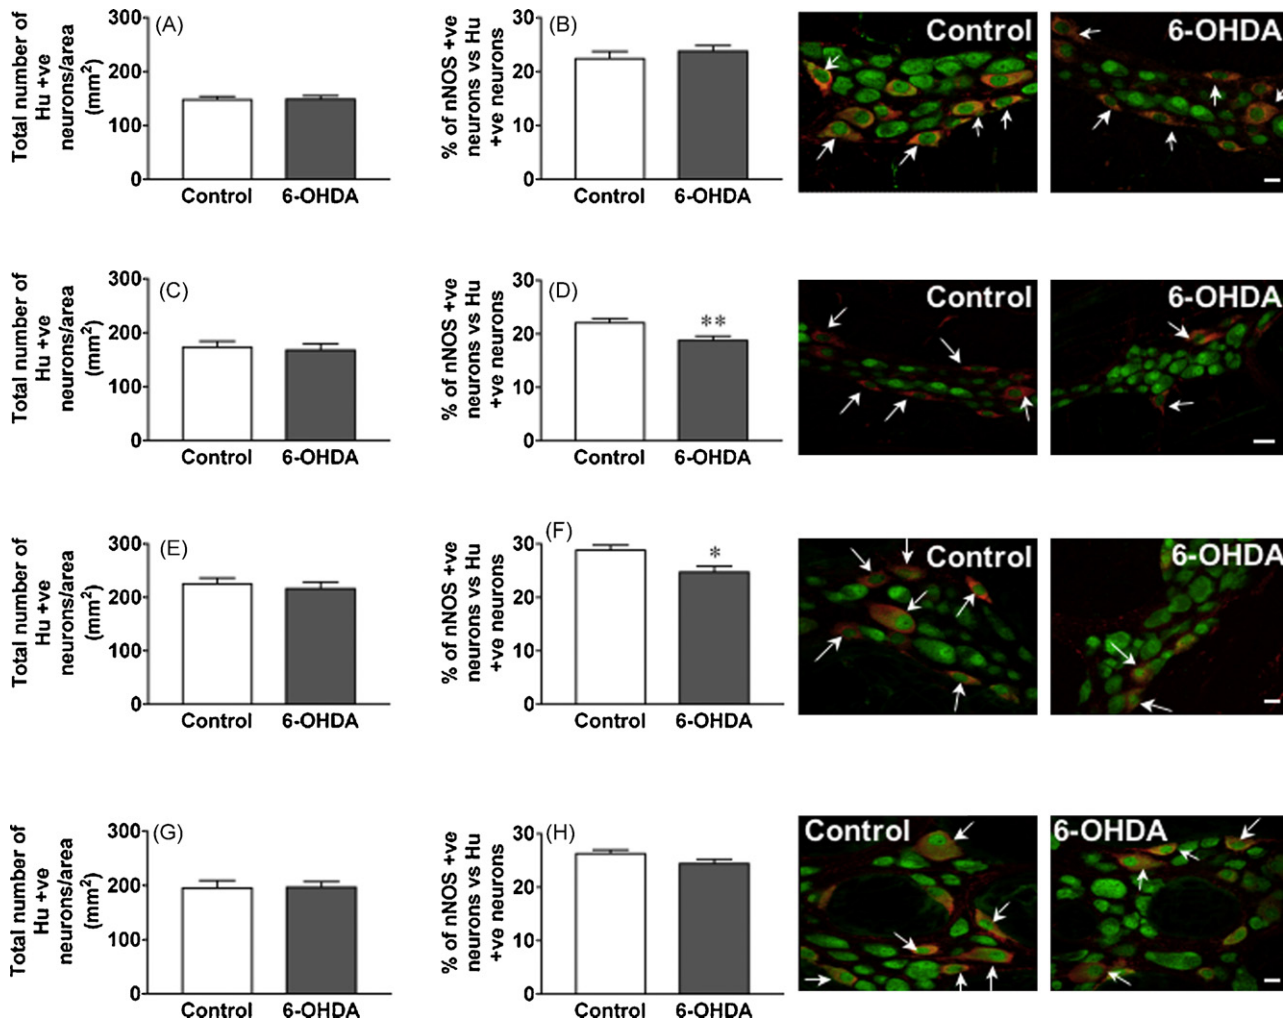 Total number of
Hu +ve
neurons/area
(mm²)
300
200
100
0
(A)
Control
6-OHDA
% of nNOS +ve
neurons vs Hu
+ve neurons
30
20
10
0
(B)
Control
6-OHDA
Control
6-OHDA
Total number of
Hu +ve
neurons/area
(mm²)
300
200
100
0
(C)
Control
6-OHDA
% of nNOS +ve
neurons vs Hu
+ve neurons
30
20
10
0
(D)
**
Control
6-OHDA
Control
6-OHDA
Total number of
Hu +ve
neurons/area
(mm²)
300
200
100
0
(E)
Control
6-OHDA
% of nNOS +ve
neurons vs Hu
+ve neurons
30
20
10
0
(F)
*
Control
6-OHDA
Control
6-OHDA
Total number of
Hu +ve
neurons/area
(mm²)
300
200
100
0
(G)
Control
6-OHDA
% of nNOS +ve
neurons vs Hu
+ve neurons
30
20
10
0
(H)
Control
6-OHDA
Control
6-OHDA